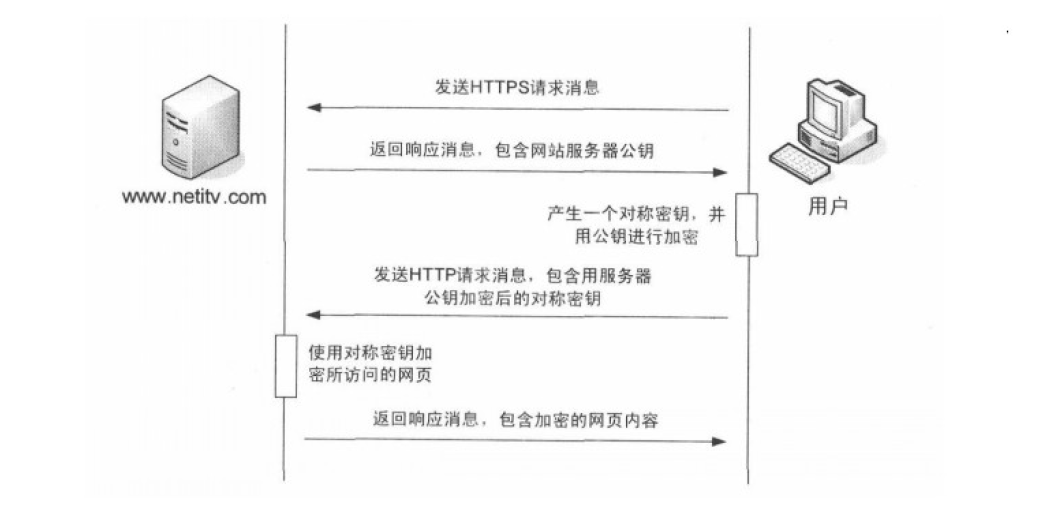 发送HTTPS请求消息
返回响应消息，包含网站服务器公钥
www.netitv.com
用户
产生一个对称密钥，并
用公钥进行加密
发送HTTP请求消息，包含用服务器
公钥加密后的对称密钥
使用对称密钥加
密所访问的网页
返回响应消息，包含加密的网页内容